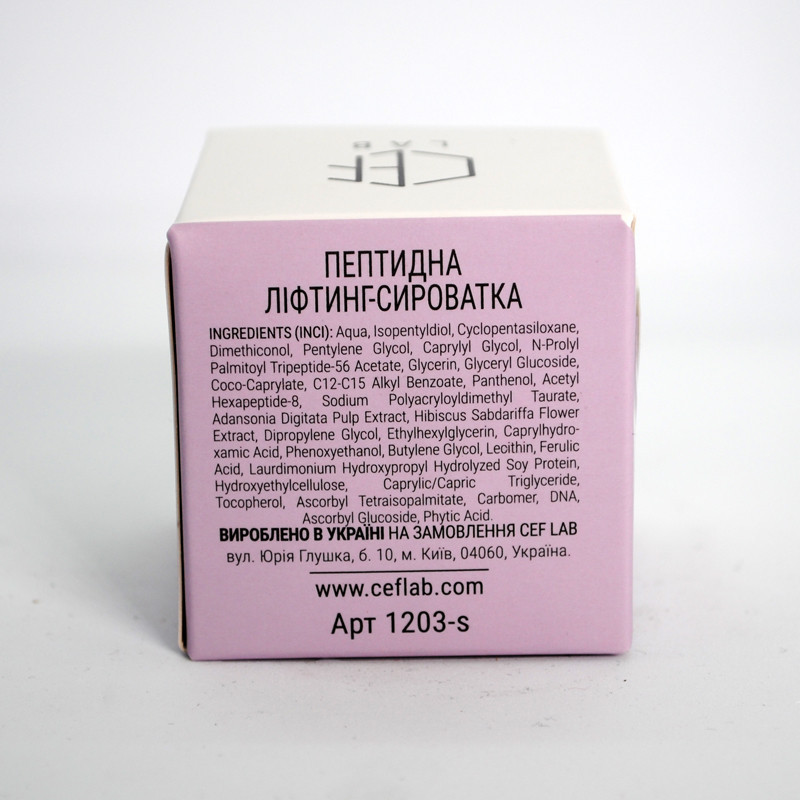 LAB
CEF
ПЕПТИДНА
ЛІФТИНГ-СИРОВАТКА
INGREDIENTS (INCI): Aqua, Isopentyldiol, Cyclopentasiloxane,
Dimethiconol, Pentylene Glycol, Caprylyl Glycol, N-Prolyl
Palmitoyl Tripeptide-56 Acetate, Glycerin, Glyceryl Glucoside,
Coco-Caprylate, C12-C15 Alkyl Benzoate, Panthenol, Acetyl
Hexapeptide-8, Sodium Polyacryloyldimethyl Taurate,
Adansonia Digitata Pulp Extract, Hibiscus Sabdariffa Flower
Extract, Dipropylene Glycol, Ethylhexylglycerin, Caprylhydro-
xamic Acid, Phenoxyethanol, Butylene Glycol, Lecithin, Ferulic
Acid, Laurdimonium Hydroxypropyl Hydrolyzed Soy Protein,
Hydroxyethylcellulose, Caprylic/Capric Triglyceride,
Tocopherol, Ascorbyl Tetraisopalmitate, Carbomer, DNA,
Ascorbyl Glucoside, Phytic Acid.
ВИРОБЛЕНО В УКРАЇНІ НА ЗАМОВЛЕННЯ CEF LAB
вул. Юрія Глушка, б. 10, м. Київ, 04060, Україна.
www.ceflab.com
Арт 1203-s